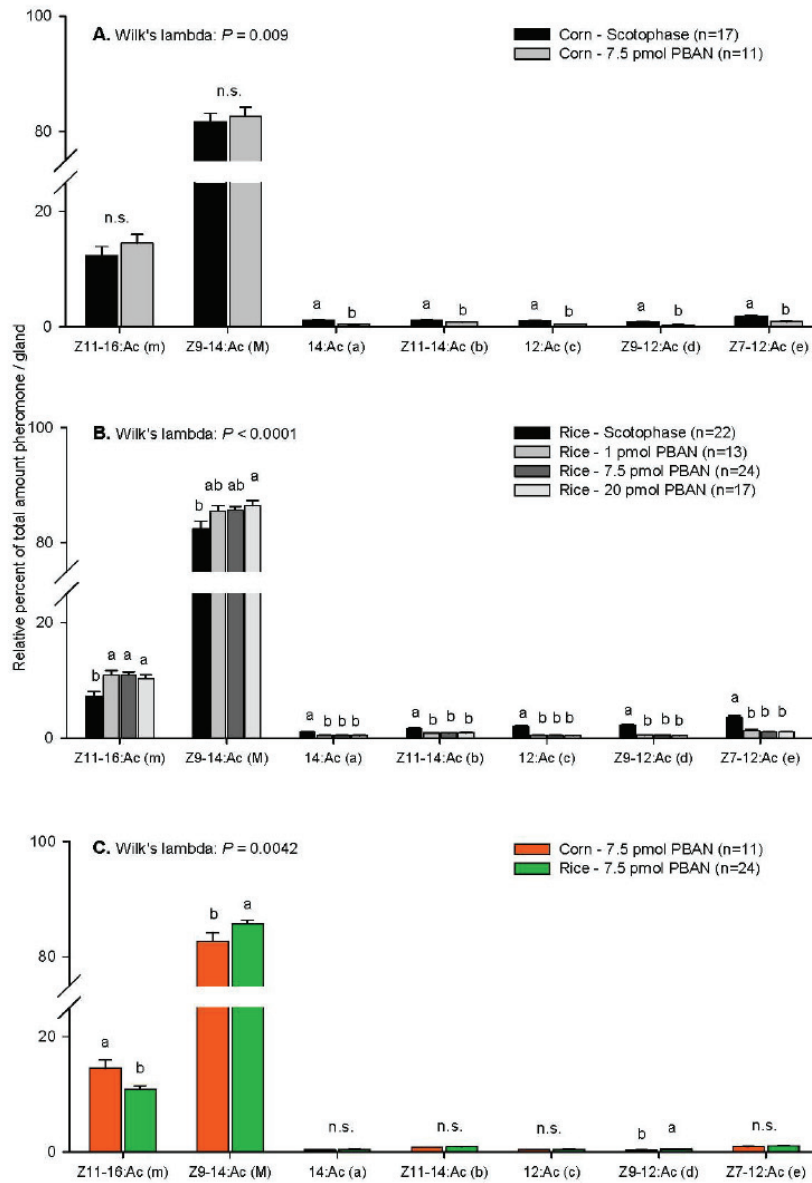 100
A. Wilk's lambda: P = 0.009
Corn - Scotophase (n=17)
Corn - 7.5 pmol PBAN (n=11)
n.s.
80
n.s.
20
a b a b a b a b a b
0
Z11-16:Ac (m) Z9-14:Ac (M) 14:Ac (a) Z11-14:Ac (b) 12:Ac (c) Z9-12:Ac (d) Z7-12:Ac (e)
Relative percent of total amount pheromone / gland
100
B. Wilk's lambda: P < 0.0001
Rice - Scotophase (n=22)
Rice - 1 pmol PBAN (n=13)
Rice - 7.5 pmol PBAN (n=24)
Rice - 20 pmol PBAN (n=17)
b ab ab a
80
20
b a a a
a b b b a b b b a b b b a b b b a b b b
0
Z11-16:Ac (m) Z9-14:Ac (M) 14:Ac (a) Z11-14:Ac (b) 12:Ac (c) Z9-12:Ac (d) Z7-12:Ac (e)
100
C. Wilk's lambda: P = 0.0042
Corn - 7.5 pmol PBAN (n=11)
Rice - 7.5 pmol PBAN (n=24)
b a
80
20
a b
n.s. n.s. n.s. b a n.s.
0
Z11-16:Ac (m) Z9-14:Ac (M) 14:Ac (a) Z11-14:Ac (b) 12:Ac (c) Z9-12:Ac (d) Z7-12:Ac (e)